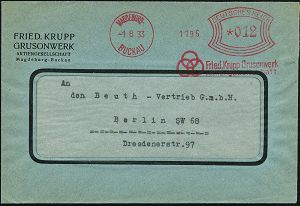 FRIED. KRUPP
GRUSONWERK
AKTIENGESELLSCHAFT
Magdeburg-Buckau
MAGDEBURG
-1.8.33
BUCKAU
DEUTSCHES REICH
*012
Fried. Krupp Grusonwerk
An
den Beuth - Vertrieb G.m.b.H.
Berlin SW 68
Dresdenerstr. 97